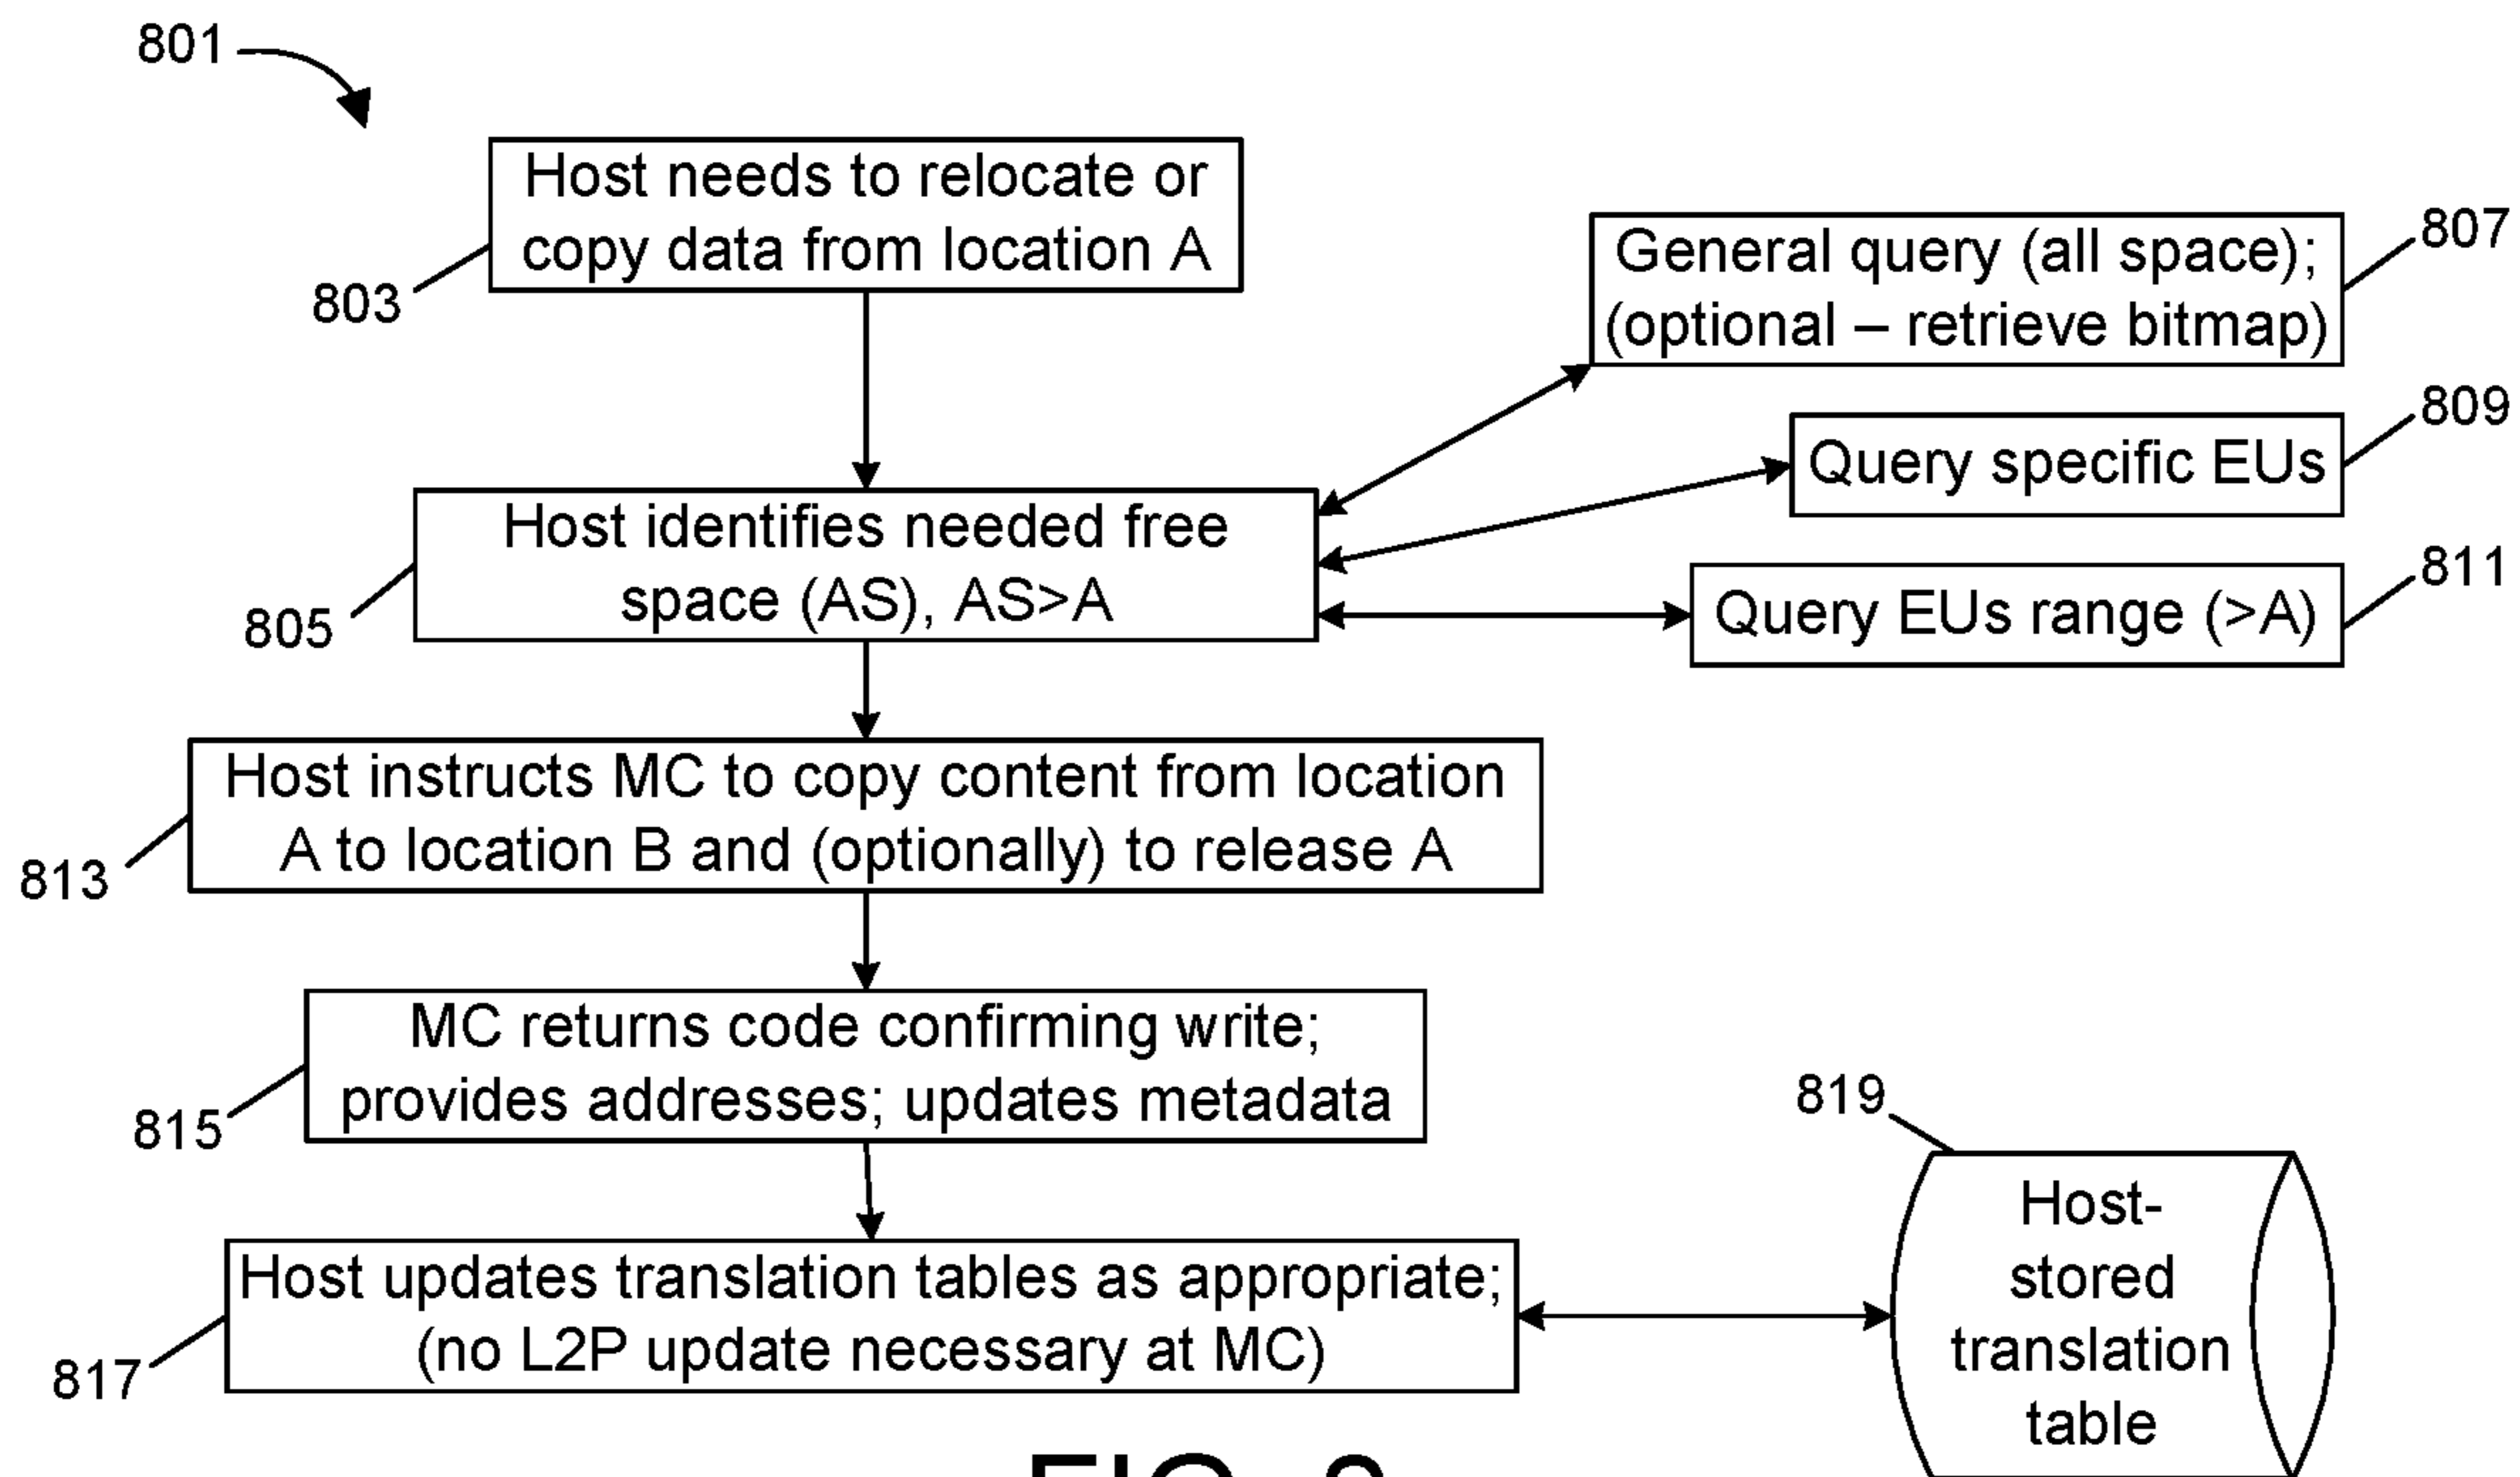 801
Host needs to relocate or
copy data from location A
803
General query (all space);
(optional – retrieve bitmap)
807
Query specific EUs
809
Host identifies needed free
space (AS), AS>A
805
Query EUs range (>A)
811
Host instructs MC to copy content from location
A to location B and (optionally) to release A
813
MC returns code confirming write;
provides addresses; updates metadata
815
819
Host updates translation tables as appropriate;
(no L2P update necessary at MC)
817
Host-
stored
translation
table